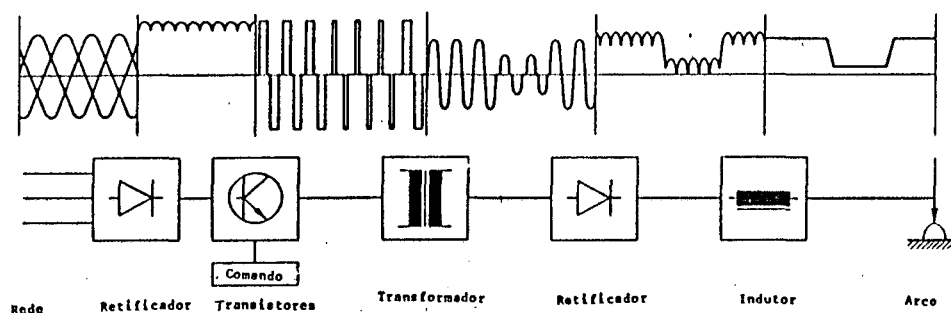 Comando
Rede Retificador Transistores Transformador Retificador Indutor Arco